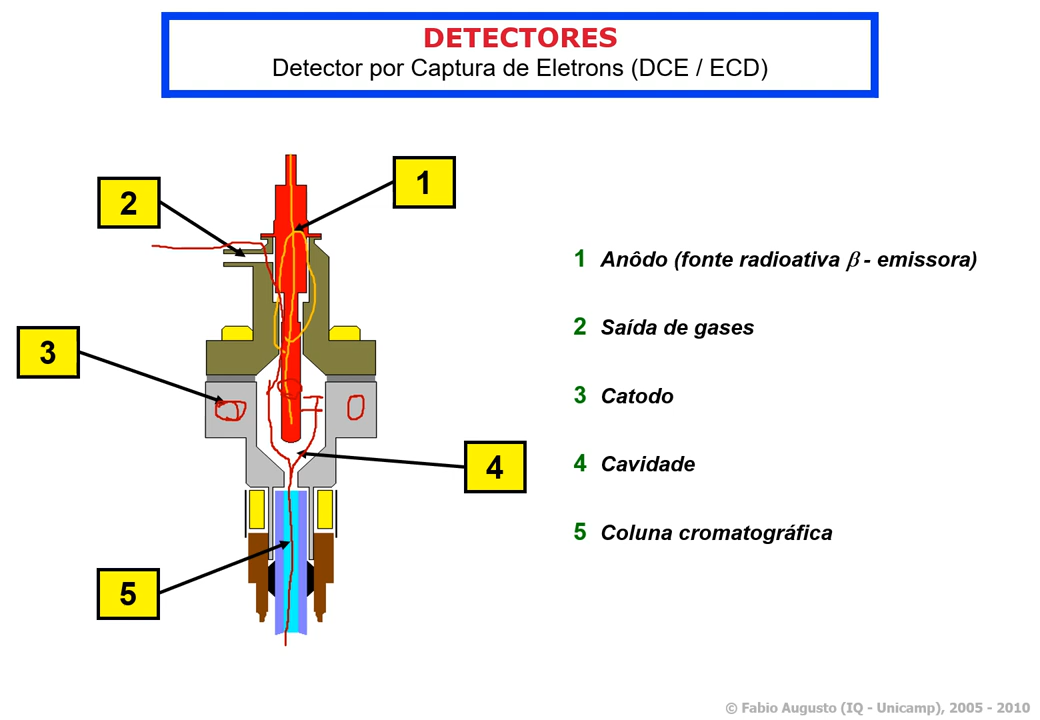 DETECTORES
Detector por Captura de Eletrons (DCE / ECD)
1
2
3
4
5
1 Anôdo (fonte radioativa β - emissora)
2 Saída de gases
3 Catodo
4 Cavidade
5 Coluna cromatográfica
© Fabio Augusto (IQ - Unicamp), 2005 - 2010